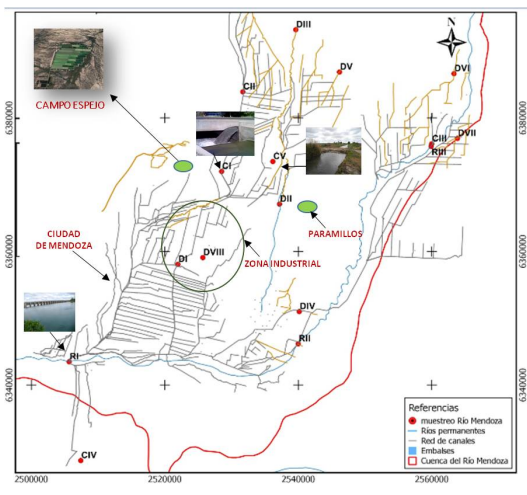 DIII
N
DV
DVI
CII
CAMPO ESPEJO
6380000
6380000
CIII
DVII
RIII
CI
CV
DII
PARAMILLOS
CIUDAD
DE MENDOZA
ZONA INDUSTRIAL
DI
DVIII
6360000
6360000
DIV
RII
RI
6340000
6340000
CIV
Referencias
muestreo Río Mendoza
Ríos permanentes
Red de canales
Embalses
Cuenca del Río Mendoza
2500000
2520000
2540000
2560000